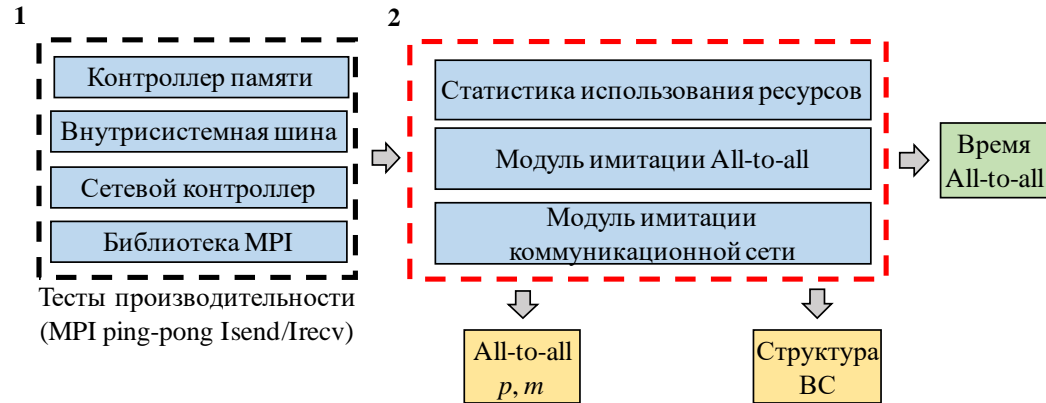 1
Контроллер памяти
Внутрисистемная шина
Сетевой контроллер
Библиотека MPI
Тесты производительности
(MPI ping-pong Isend/Irecv)
2
Статистика использования ресурсов
Модуль имитации All-to-all
Модуль имитации
коммуникационной сети
Время
All-to-all
All-to-all
p, m
Структура
ВС